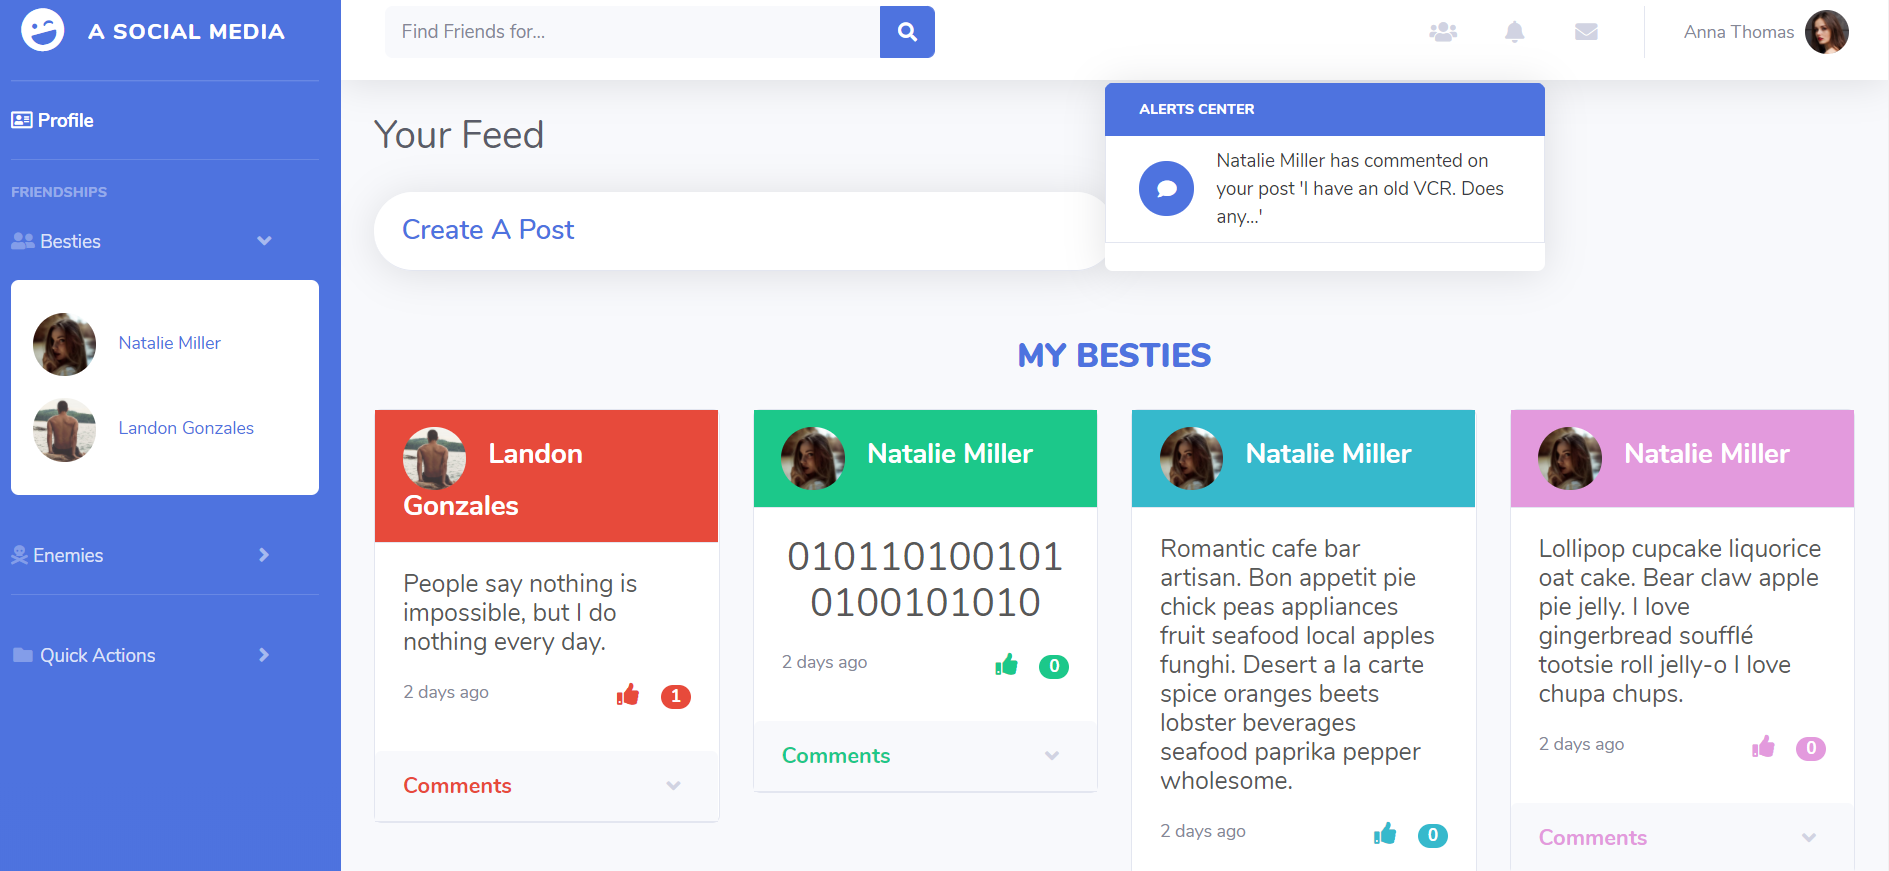 A SOCIAL MEDIA
Find Friends for...
Anna Thomas
Profile
FRIENDSHIPS
Besties
Natalie Miller
Landon Gonzales
Enemies
Quick Actions
Your Feed
Create A Post
ALERTS CENTER
Natalie Miller has commented on
your post 'I have an old VCR. Does
any...'
MY BESTIES
Landon
Gonzales
People say nothing is
impossible, but I do
nothing every day.
2 days ago
1
Comments
Natalie Miller
010110100101
0100101010
2 days ago
0
Comments
Natalie Miller
Romantic cafe bar
artisan. Bon appetit pie
chick peas appliances
fruit seafood local apples
funghi. Desert a la carte
spice oranges beets
lobster beverages
seafood paprika pepper
wholesome.
2 days ago
0
Natalie Miller
Lollipop cupcake liquorice
oat cake. Bear claw apple
pie jelly. I love
gingerbread soufflé
tootsie roll jelly-o I love
chupa chups.
2 days ago
0
Comments